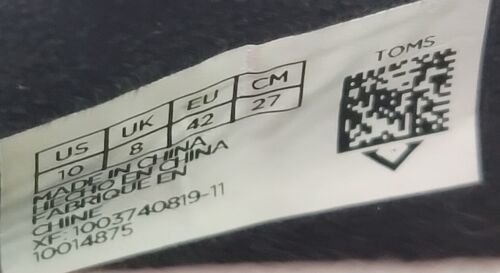 TOMS
US UK EU CM
10 8 42 27
MADE IN CHINA
HECHO EN CHINA
FABRIQUE EN
CHINE
XF: 1003740819-11
10014875